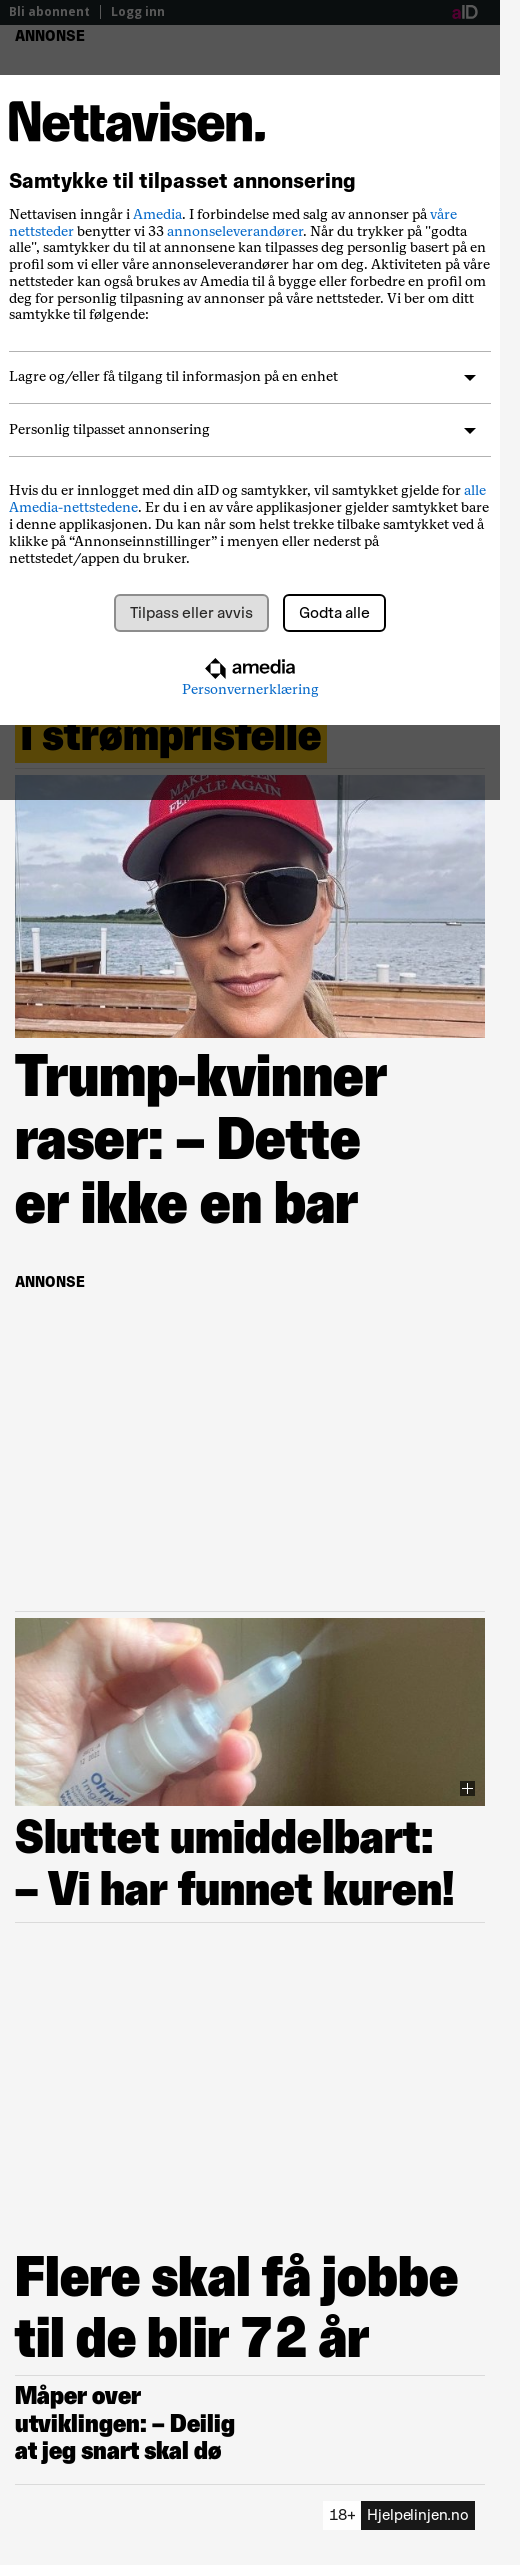 Bli abonnent | Logg inn
aID
ANNONSE
Nettavisen.
Samtykke til tilpasset annonsering
Nettavisen inngår i Amedia. I forbindelse med salg av annonser på våre
nettsteder benytter vi 33 annonseleverandører. Når du trykker på "godta
alle", samtykker du til at annonsene kan tilpasses deg personlig basert på en
profil som vi eller våre annonseleverandører har om deg. Aktiviteten på våre
nettsteder kan også brukes av Amedia til å bygge eller forbedre en profil om
deg for personlig tilpasning av annonser på våre nettsteder. Vi ber om ditt
samtykke til følgende:
Lagre og/eller få tilgang til informasjon på en enhet
Personlig tilpasset annonsering
Hvis du er innlogget med din aID og samtykker, vil samtykket gjelde for alle
Amedia-nettstedene. Er du i en av våre applikasjoner gjelder samtykket bare
i denne applikasjonen. Du kan når som helst trekke tilbake samtykket ved å
klikke på “Annonseinnstillinger” i menyen eller nederst på
nettstedet/appen du bruker.
Tilpass eller avvis
Godta alle
amedia
Personvernerklæring
i strømprisfelle
FEMALE AGAIN
Trump-kvinner
raser: – Dette
er ikke en bar
ANNONSE
Otrivin
Sluttet umiddelbart:
– Vi har funnet kuren!
Flere skal få jobbe
til de blir 72 år
Måper over
utviklingen: – Deilig
at jeg snart skal dø
18+ Hjelpelinjen.no